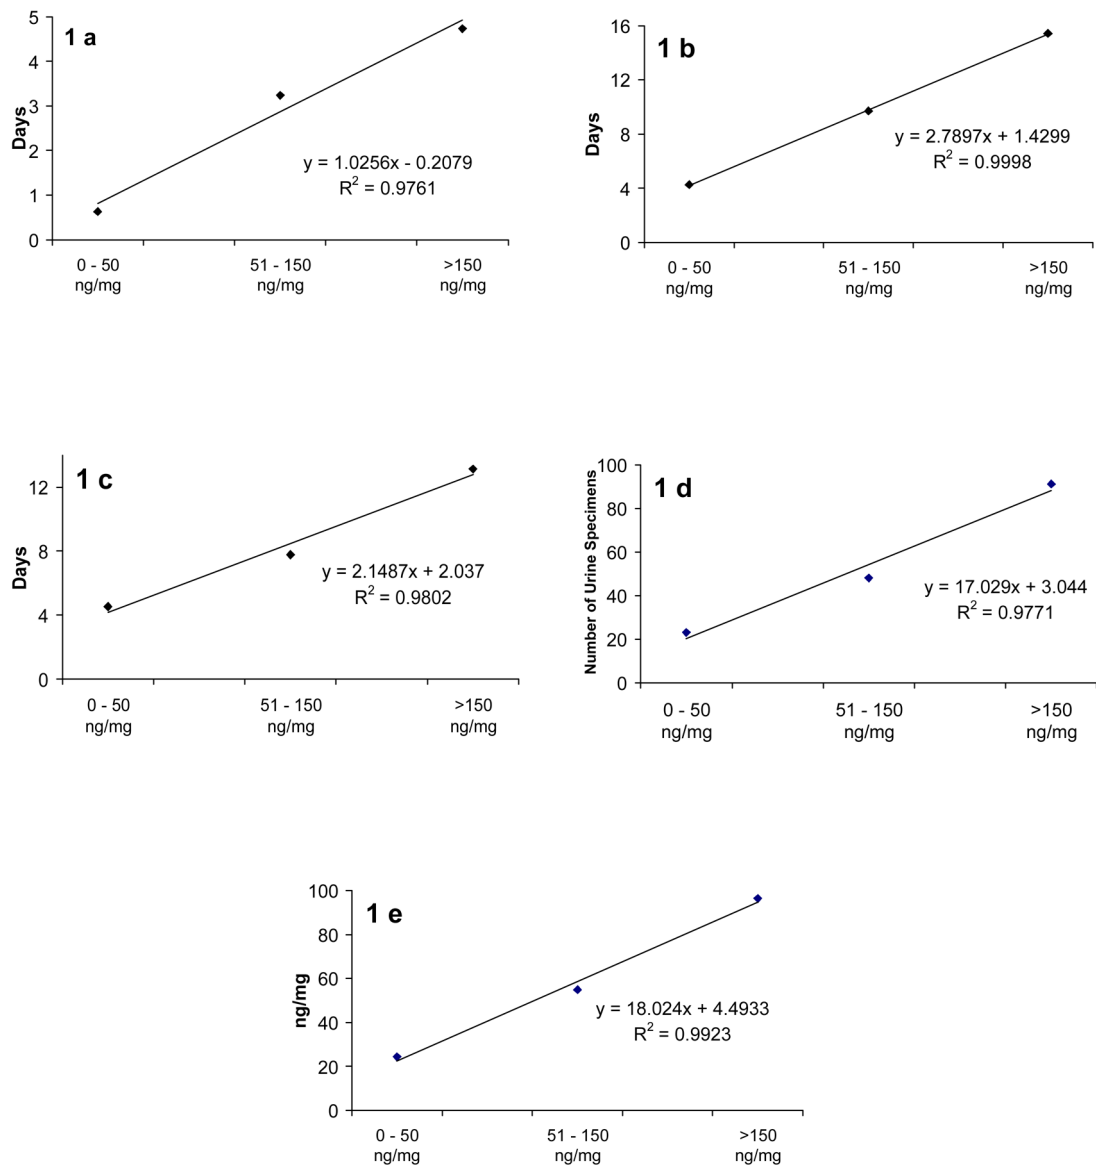 1 a
Days
5
4
3
2
1
0
y = 1.0256x - 0.2079
R² = 0.9761
0 - 50
ng/mg
51 - 150
ng/mg
>150
ng/mg
1 b
Days
16
12
8
4
0
y = 2.7897x + 1.4299
R² = 0.9998
0 - 50
ng/mg
51 - 150
ng/mg
>150
ng/mg
1 c
Days
12
8
4
0
y = 2.1487x + 2.037
R² = 0.9802
0 - 50
ng/mg
51 - 150
ng/mg
>150
ng/mg
1 d
Number of Urine Specimens
100
80
60
40
20
0
y = 17.029x + 3.044
R² = 0.9771
0 - 50
ng/mg
51 - 150
ng/mg
>150
ng/mg
1 e
ng/mg
100
80
60
40
20
0
y = 18.024x + 4.4933
R² = 0.9923
0 - 50
ng/mg
51 - 150
ng/mg
>150
ng/mg